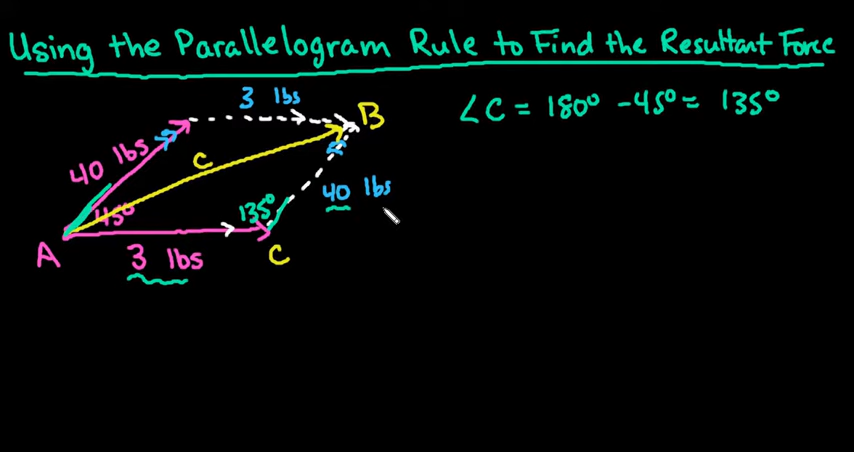 Using the Parallelogram Rule to Find the Resultant Force
3 lbs
B
∠C = 180° - 45° = 135°
40 lbs
c
45°
135°
40 lbs
A
3 lbs
C